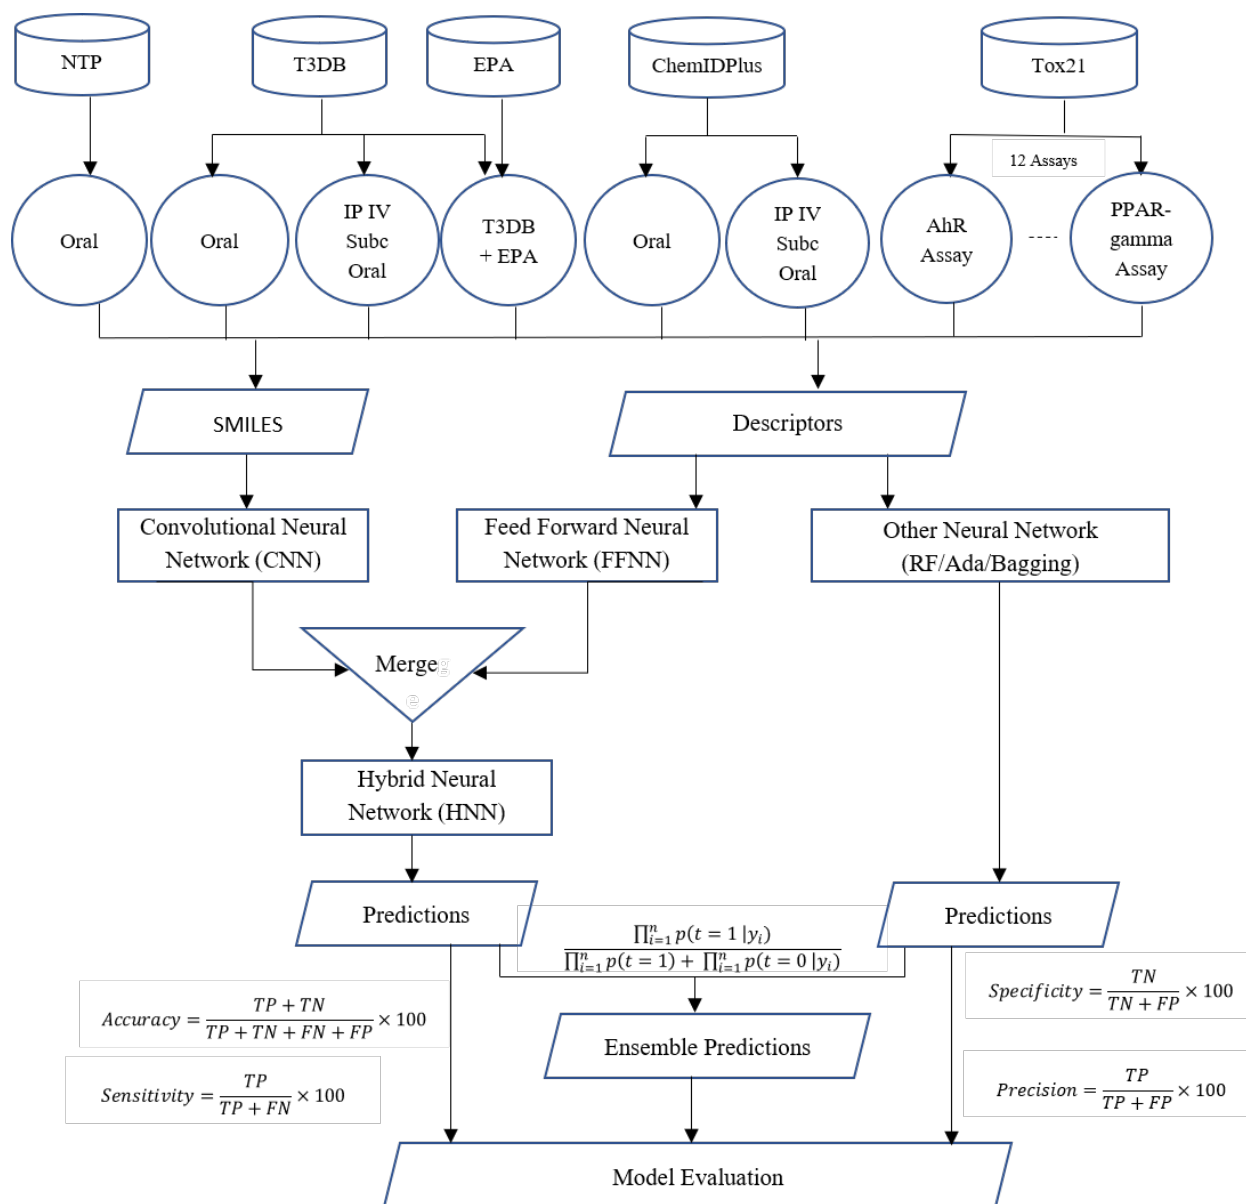 NTP
T3DB
EPA
ChemIDPlus
Tox21
12 Assays
Oral
Oral
IP IV
Subc
Oral
T3DB
+ EPA
Oral
IP IV
Subc
Oral
AhR
Assay
PPAR-
gamma
Assay
SMILES
Descriptors
Convolutional Neural
Network (CNN)
Feed Forward Neural
Network (FFNN)
Other Neural Network
(RF/Ada/Bagging)
Merge
g
e
Hybrid Neural
Network (HNN)
Predictions
∏ⁿᵢ₌₁ p(t = 1 |yᵢ)
∏ⁿᵢ₌₁ p(t = 1) + ∏ⁿᵢ₌₁ p(t = 0 |yᵢ)
Predictions
Accuracy = (TP + TN) / (TP + TN + FN + FP) × 100
Specificity = TN / (TN + FP) × 100
Ensemble Predictions
Sensitivity = TP / (TP + FN) × 100
Precision = TP / (TP + FP) × 100
Model Evaluation